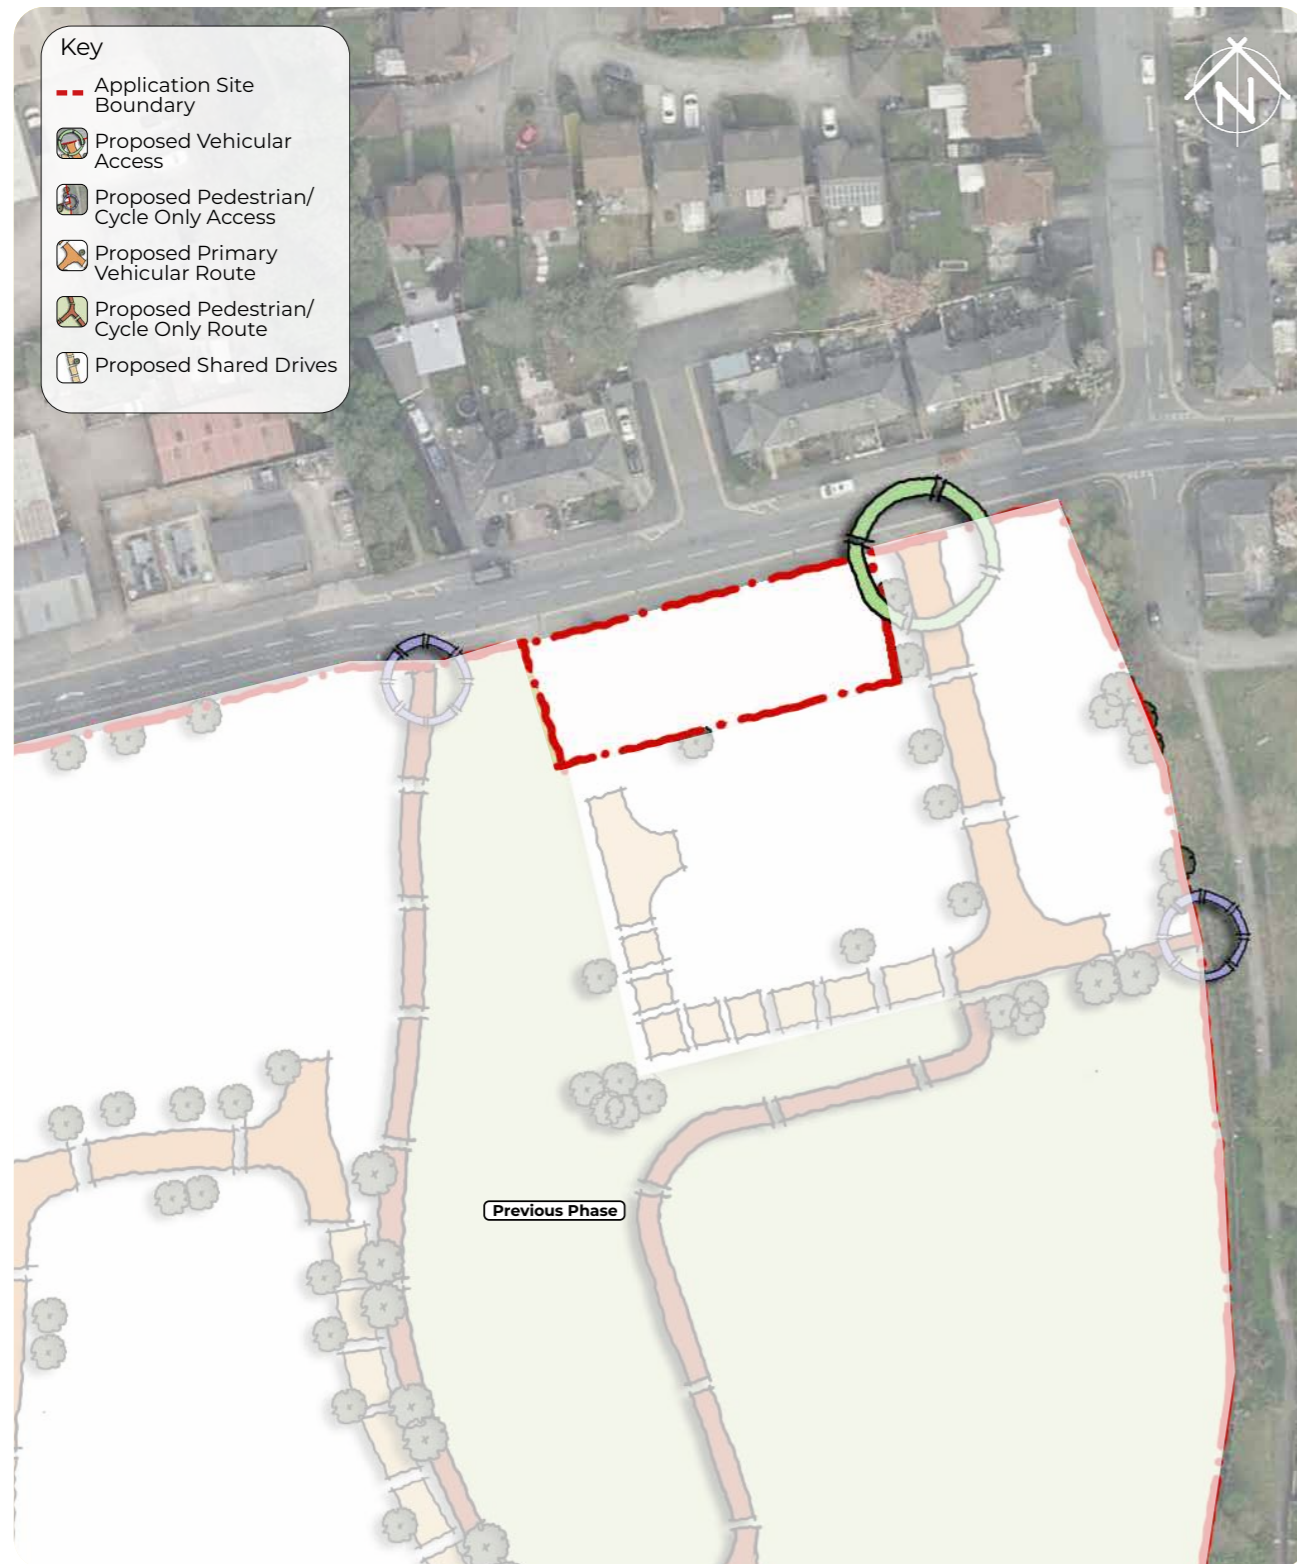 Key
Application Site
Boundary
Proposed Vehicular
Access
Proposed Pedestrian/
Cycle Only Access
Proposed Primary
Vehicular Route
Proposed Pedestrian/
Cycle Only Route
Proposed Shared Drives
N
Previous Phase